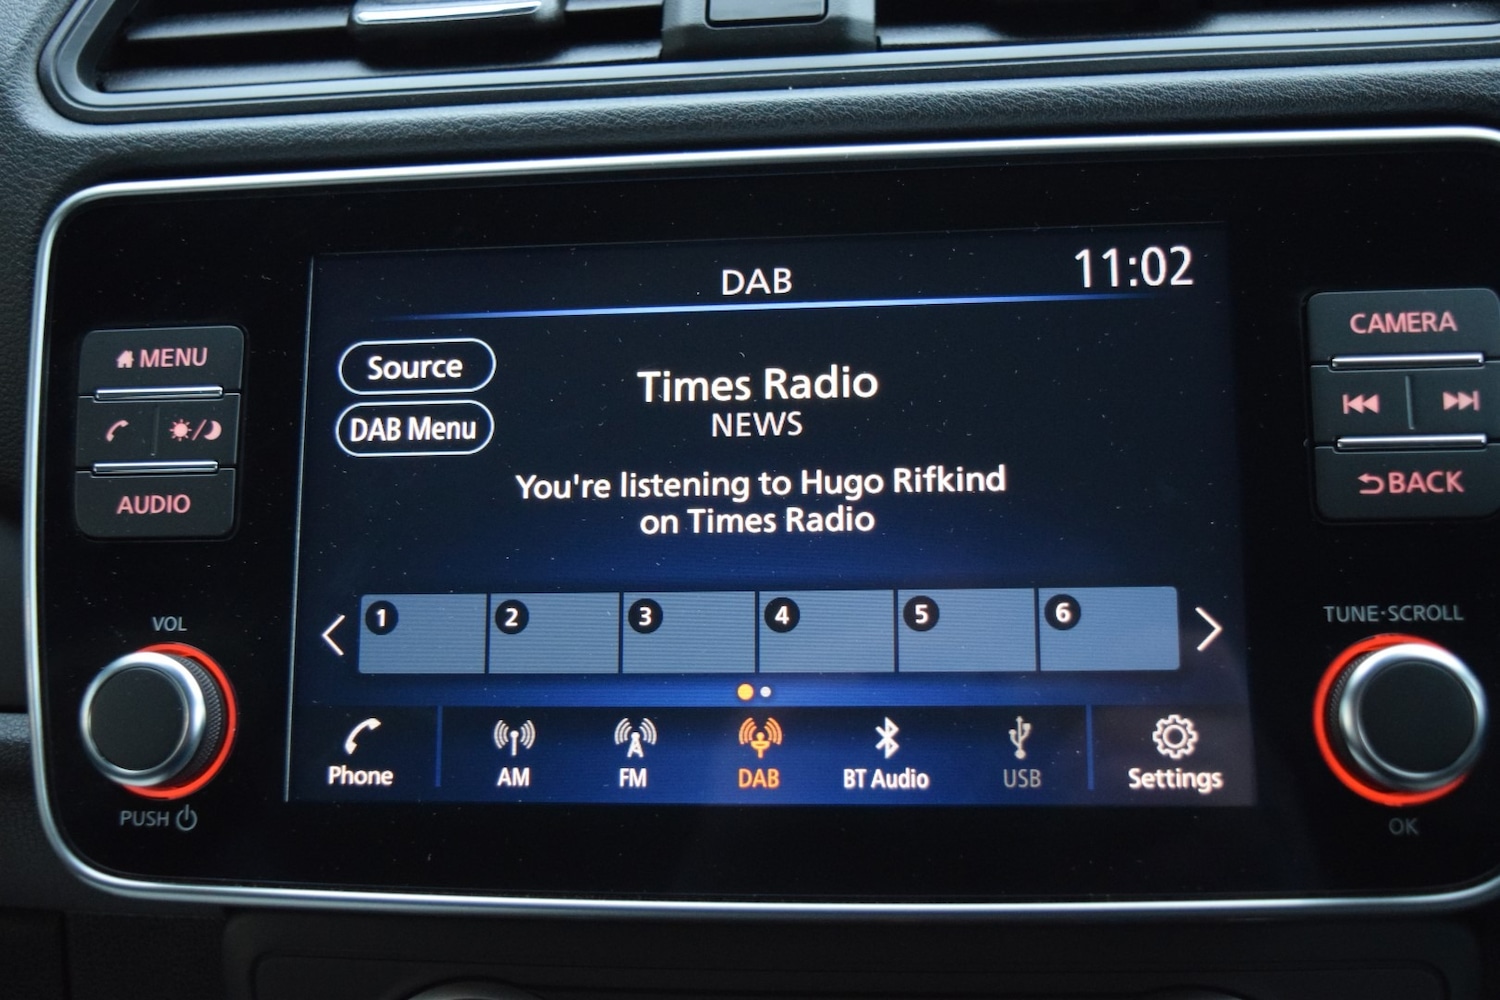 DAB
11:02
MENU
AUDIO
VOL
PUSH
Source
DAB Menu
Times Radio
NEWS
You're listening to Hugo Rifkind
on Times Radio
1 2 3 4 5 6
Phone AM FM DAB BT Audio USB Settings
CAMERA
BACK
TUNE·SCROLL
OK